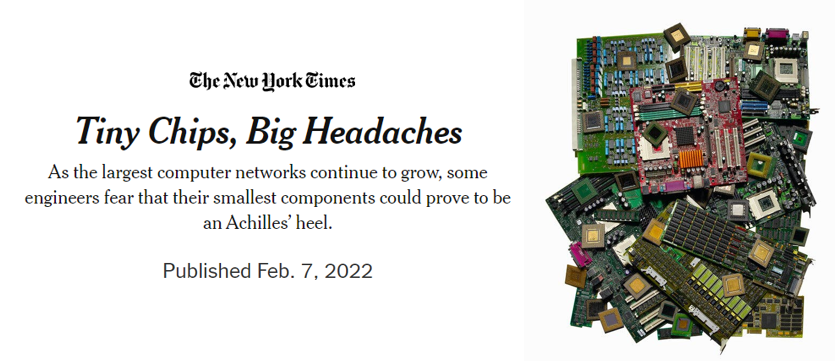 The New York Times
Tiny Chips, Big Headaches
As the largest computer networks continue to grow, some
engineers fear that their smallest components could prove to be
an Achilles’ heel.
Published Feb. 7, 2022